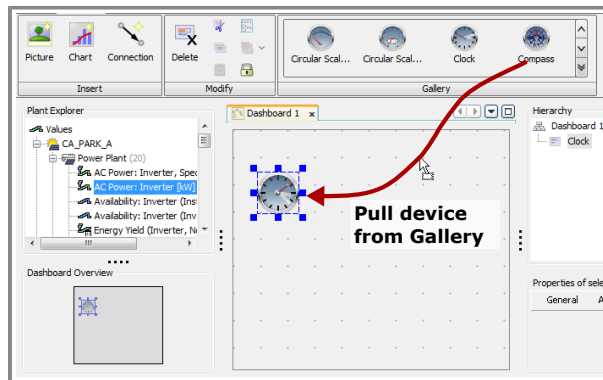 Picture Chart Connection Delete Circular Scal... Circular Scal... Clock Compass
Insert Modify Gallery
Plant Explorer
Values
CA_PARK_A
Power Plant (20)
AC Power: Inverter, Spec
AC Power: Inverter [kW]
Availability: Inverter (Inst
Availability: Inverter (Inv
Energy Yield (Inverter, N
Dashboard Overview
Dashboard 1 x
Pull device
from Gallery
Hierarchy
Dashboard 1
Clock
Properties of sele
General A